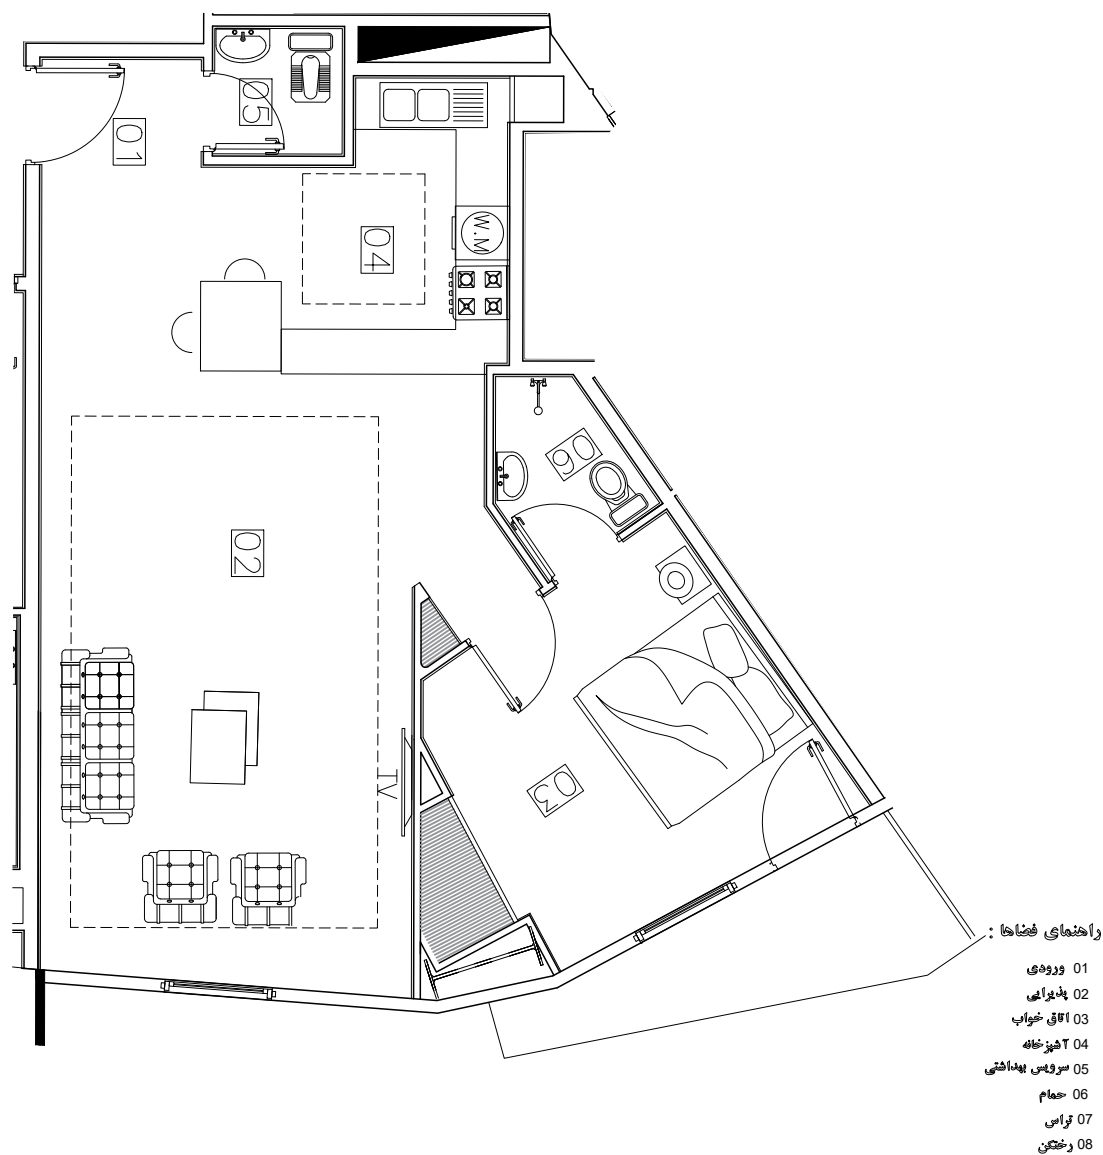 05
01
W.M
04
06
02
03
TV
راهنمای فضاها :
01 ورودی
02 پذیرایی
03 اتاق خواب
04 آشپزخانه
05 سرویس بهداشتی
06 حمام
07 تراس
08 رختکن